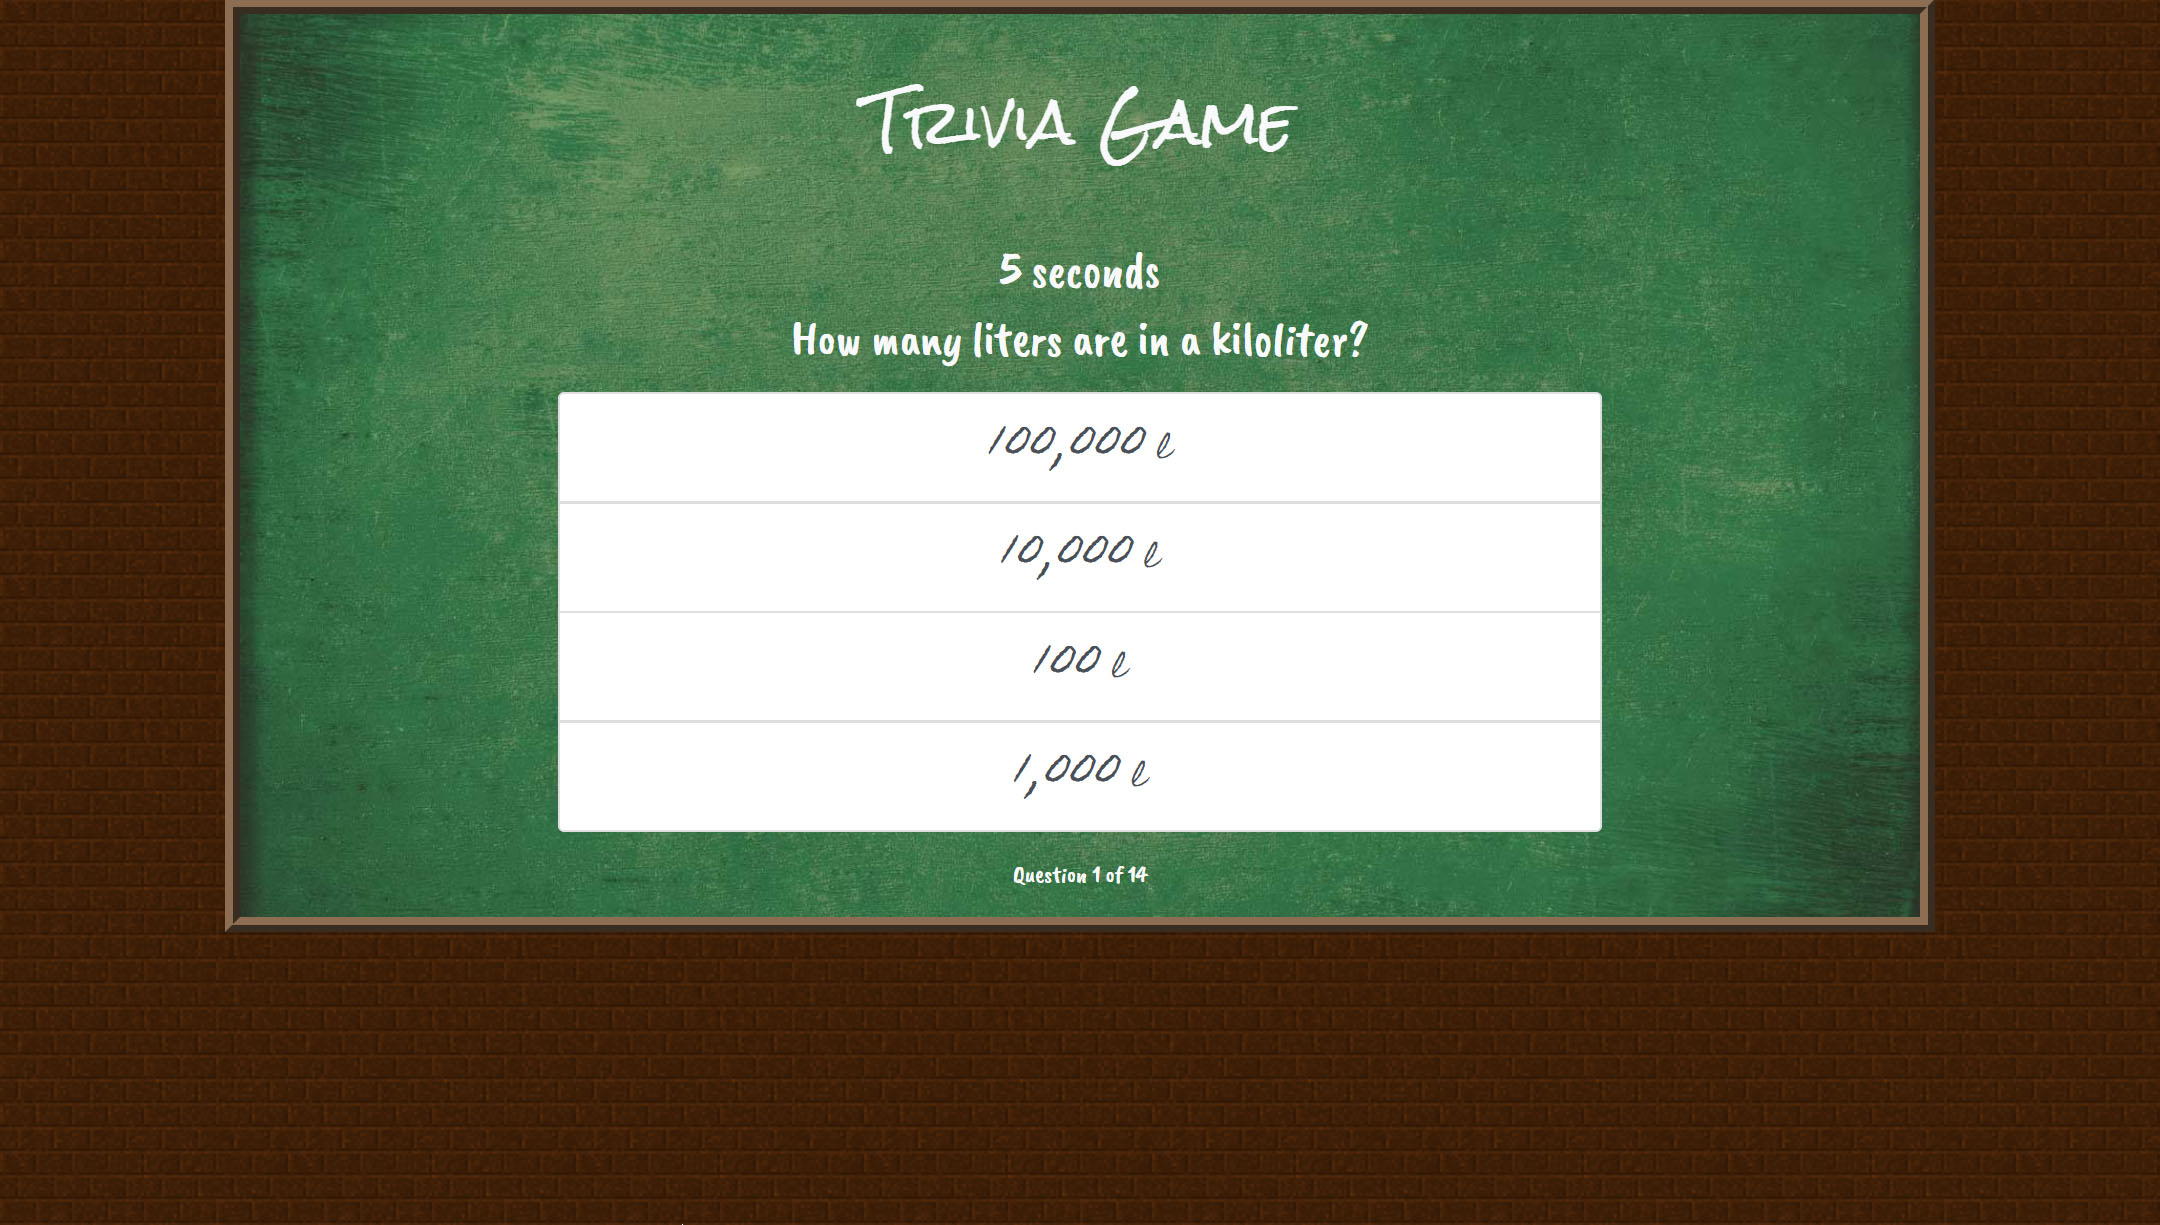 Trivia Game
5 seconds
How many liters are in a kiloliter?
100,000 l
10,000 l
100 l
1,000 l
Question 1 of 14